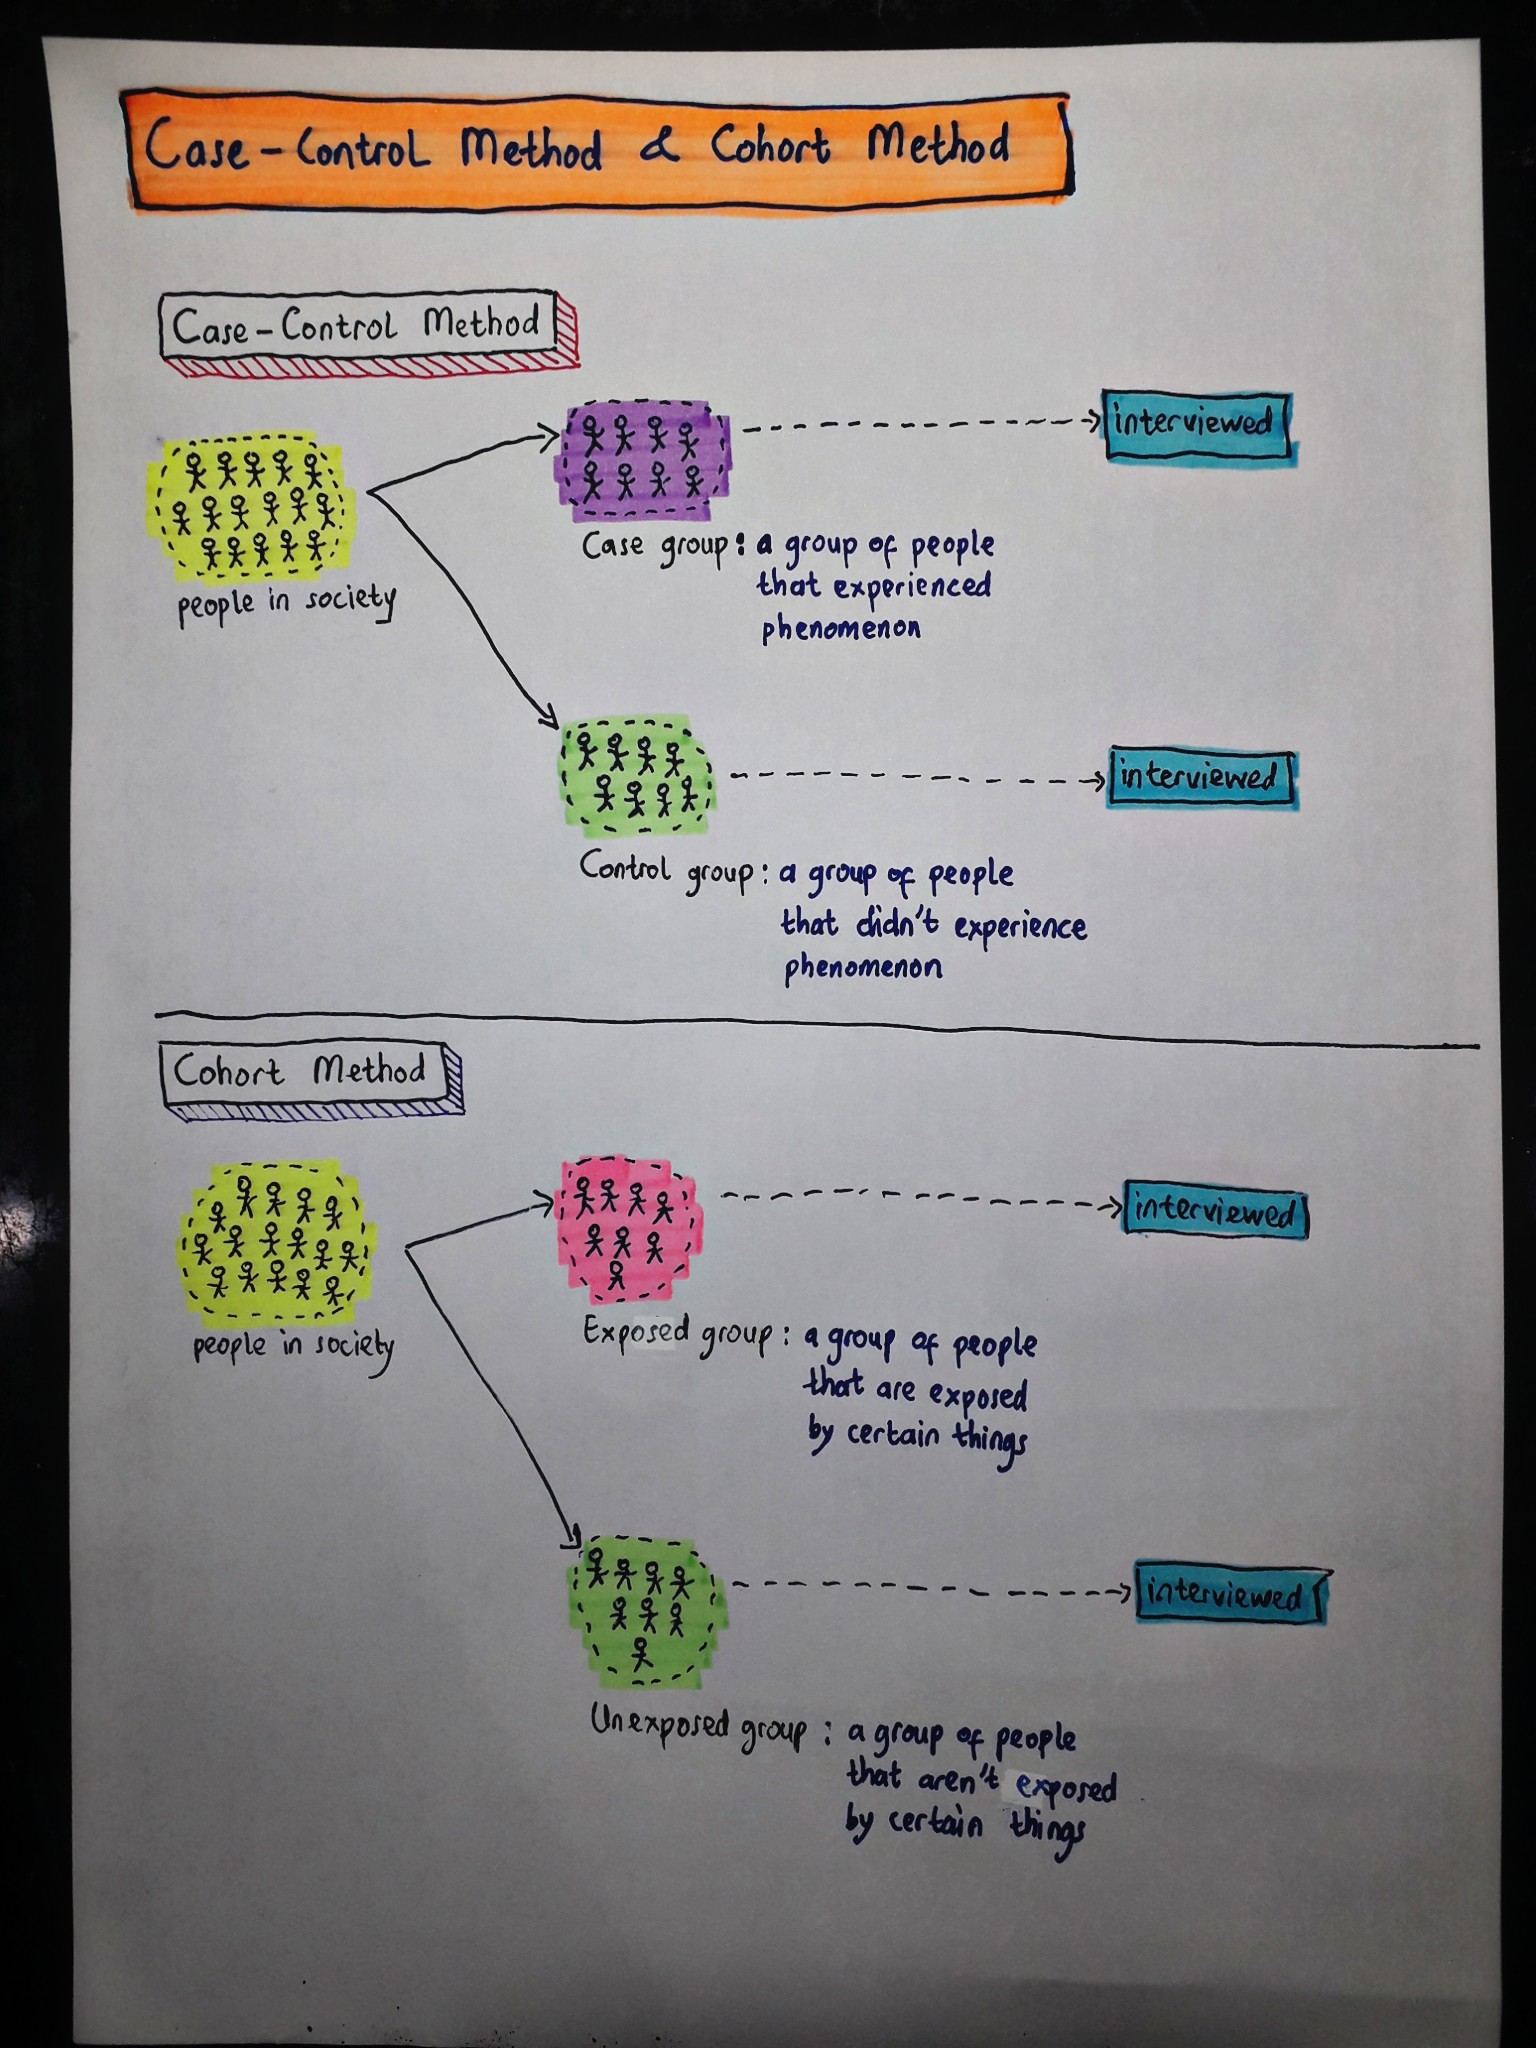 Case-Control Method & Cohort Method
Case-Control Method
interviewed
people in society
Case group: a group of people
that experienced
phenomenon
interviewed
Control group: a group of people
that didn't experience
phenomenon
Cohort Method
interviewed
people in society
Exposed group: a group of people
that are exposed
by certain things
interviewed
Unexposed group: a group of people
that aren't exposed
by certain things